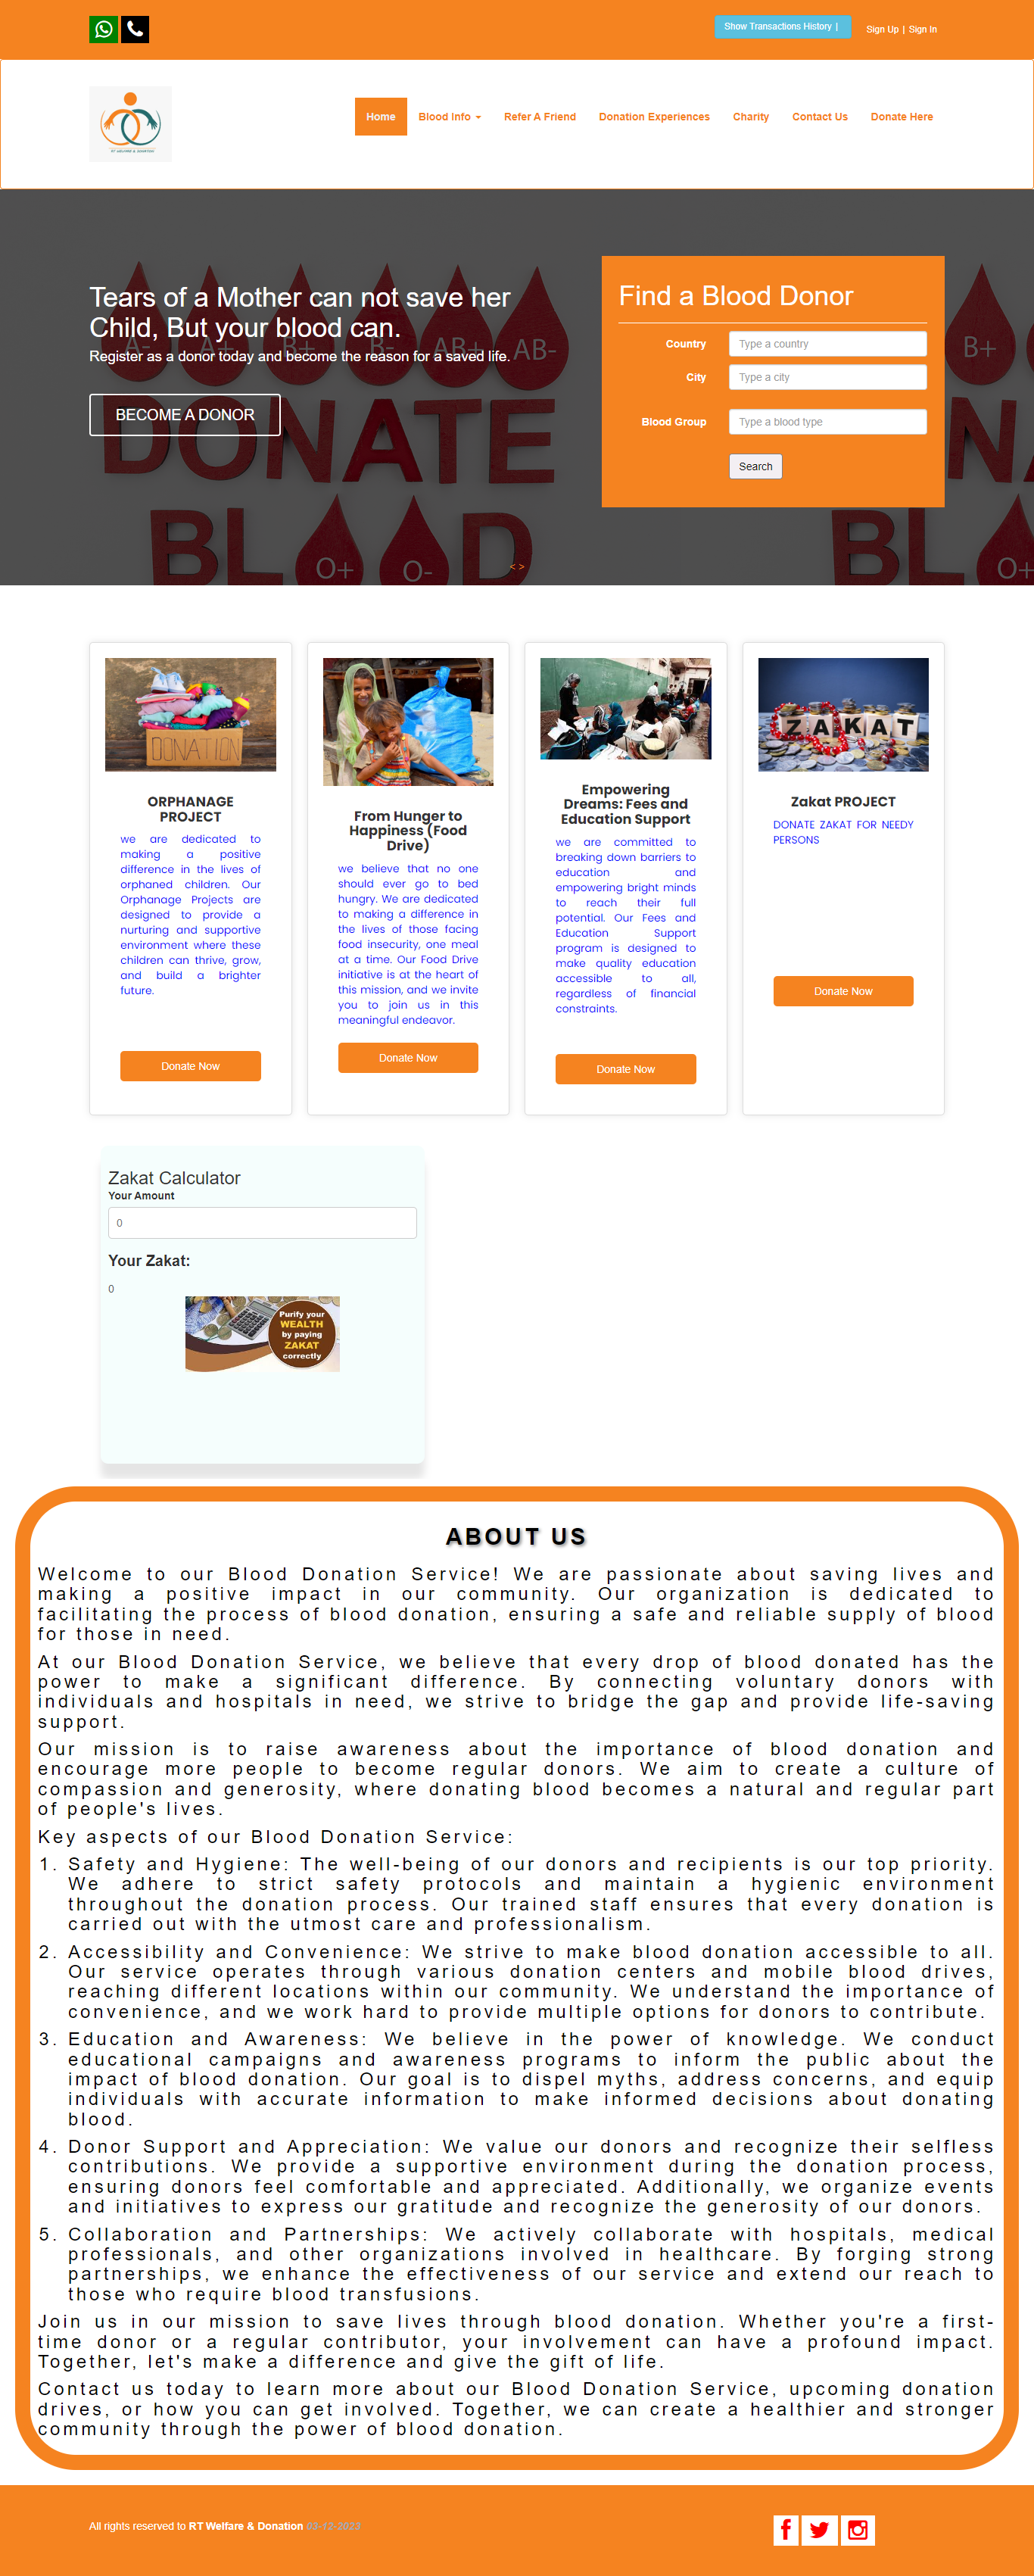 Show Transactions History |
Sign Up | Sign In
RT WELFARE & DONATION
Home
Blood Info
Refer A Friend
Donation Experiences
Charity
Contact Us
Donate Here
Tears of a Mother can not save her
Child, But your blood can.
Register as a donor today and become the reason for a saved life.
BECOME A DONOR
A- A+ B- AB+ AB- B+
DONATE
BLOOD
O+ O-
O+
Find a Blood Donor
Country
Type a country
City
Type a city
Blood Group
Type a blood type
Search
< >
DONATION
ORPHANAGE
PROJECT
we are dedicated to
making a positive
difference in the lives of
orphaned children. Our
Orphanage Projects are
designed to provide a
nurturing and supportive
environment where these
children can thrive, grow,
and build a brighter
future.
Donate Now
From Hunger to
Happiness (Food
Drive)
we believe that no one
should ever go to bed
hungry. We are dedicated
to making a difference in
the lives of those facing
food insecurity, one meal
at a time. Our Food Drive
initiative is at the heart of
this mission, and we invite
you to join us in this
meaningful endeavor.
Donate Now
Empowering
Dreams: Fees and
Education Support
we are committed to
breaking down barriers to
education and
empowering bright minds
to reach their full
potential. Our Fees and
Education Support
program is designed to
make quality education
accessible to all,
regardless of financial
constraints.
Donate Now
ZAKAT
Zakat PROJECT
DONATE ZAKAT FOR NEEDY
PERSONS
Donate Now
Zakat Calculator
Your Amount
0
Your Zakat:
0
Purify your
WEALTH
by paying
ZAKAT
correctly
ABOUT US
Welcome to our Blood Donation Service! We are passionate about saving lives and
making a positive impact in our community. Our organization is dedicated to
facilitating the process of blood donation, ensuring a safe and reliable supply of blood
for those in need.
At our Blood Donation Service, we believe that every drop of blood donated has the
power to make a significant difference. By connecting voluntary donors with
individuals and hospitals in need, we strive to bridge the gap and provide life-saving
support.
Our mission is to raise awareness about the importance of blood donation and
encourage more people to become regular donors. We aim to create a culture of
compassion and generosity, where donating blood becomes a natural and regular part
of people's lives.
Key aspects of our Blood Donation Service:
1. Safety and Hygiene: The well-being of our donors and recipients is our top priority.
We adhere to strict safety protocols and maintain a hygienic environment
throughout the donation process. Our trained staff ensures that every donation is
carried out with the utmost care and professionalism.
2. Accessibility and Convenience: We strive to make blood donation accessible to all.
Our service operates through various donation centers and mobile blood drives,
reaching different locations within our community. We understand the importance of
convenience, and we work hard to provide multiple options for donors to contribute.
3. Education and Awareness: We believe in the power of knowledge. We conduct
educational campaigns and awareness programs to inform the public about the
impact of blood donation. Our goal is to dispel myths, address concerns, and equip
individuals with accurate information to make informed decisions about donating
blood.
4. Donor Support and Appreciation: We value our donors and recognize their selfless
contributions. We provide a supportive environment during the donation process,
ensuring donors feel comfortable and appreciated. Additionally, we organize events
and initiatives to express our gratitude and recognize the generosity of our donors.
5. Collaboration and Partnerships: We actively collaborate with hospitals, medical
professionals, and other organizations involved in healthcare. By forging strong
partnerships, we enhance the effectiveness of our service and extend our reach to
those who require blood transfusions.
Join us in our mission to save lives through blood donation. Whether you're a first-
time donor or a regular contributor, your involvement can have a profound impact.
Together, let's make a difference and give the gift of life.
Contact us today to learn more about our Blood Donation Service, upcoming donation
drives, or how you can get involved. Together, we can create a healthier and stronger
community through the power of blood donation.
All rights reserved to RT Welfare & Donation 03-12-2023